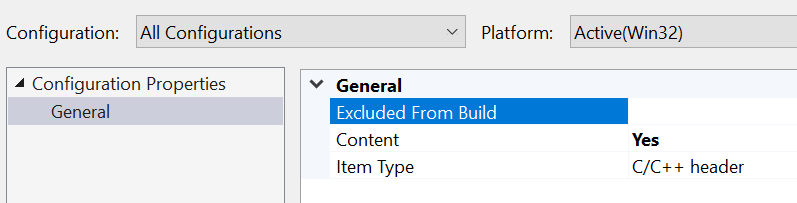 Configuration: All Configurations Platform: Active(Win32)
Configuration Properties
General
General
Excluded From Build
Content Yes
Item Type C/C++ header